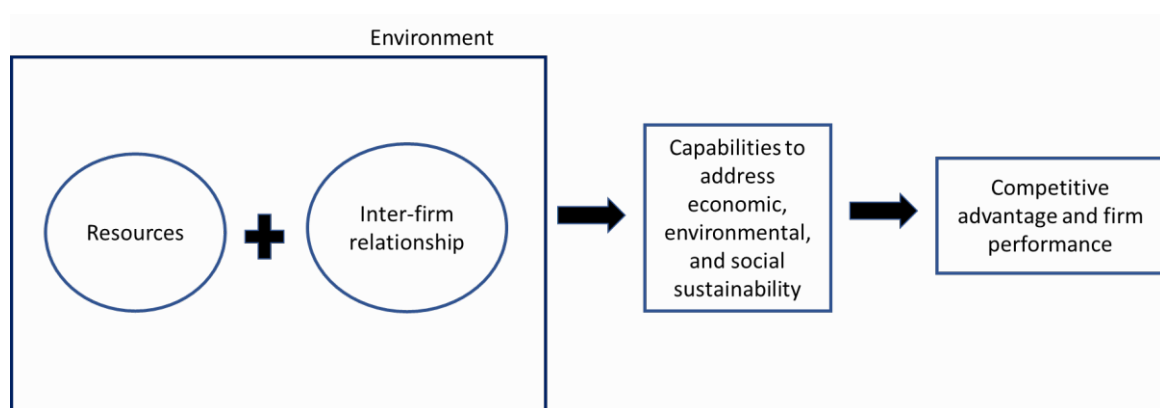 Environment
Resources
Inter-firm
relationship
Capabilities to
address
economic,
environmental,
and social
sustainability
Competitive
advantage and firm
performance